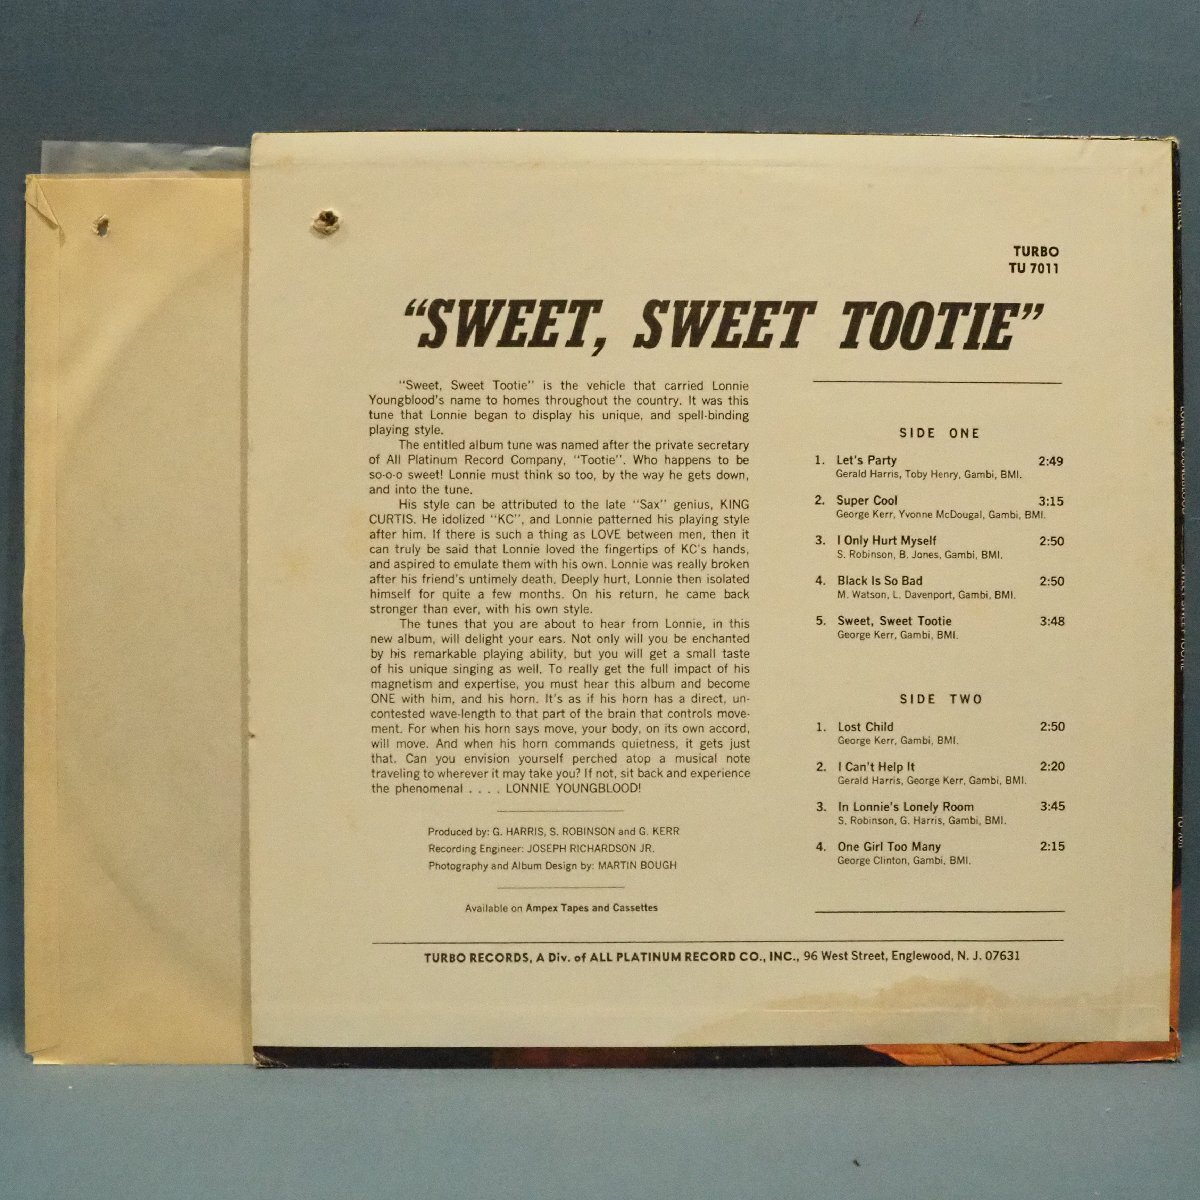 TURBO
TU 7011
“SWEET, SWEET TOOTIE”
“Sweet, Sweet Tootie” is the vehicle that carried Lonnie
Youngblood's name to homes throughout the country. It was this
tune that Lonnie began to display his unique, and spell-binding
playing style.
The entitled album tune was named after the private secretary
of All Platinum Record Company, “Tootie”. Who happens to be
so-o-o sweet! Lonnie must think so too, by the way he gets down,
and into the tune.
His style can be attributed to the late “Sax” genius, KING
CURTIS. He idolized “KC”, and Lonnie patterned his playing style
after him. If there is such a thing as LOVE between men, then it
can truly be said that Lonnie loved the fingertips of KC's hands,
and aspired to emulate them with his own. Lonnie was really broken
after his friend's untimely death. Deeply hurt, Lonnie then isolated
himself for quite a few months. On his return, he came back
stronger than ever, with his own style.
The tunes that you are about to hear from Lonnie, in this
new album, will delight your ears. Not only will you be enchanted
by his remarkable playing ability, but you will get a small taste
of his unique singing as well. To really get the full impact of his
magnetism and expertise, you must hear this album and become
ONE with him, and his horn. It's as if his horn has a direct, un-
contested wave-length to that part of the brain that controls move-
ment. For when his horn says move, your body, on its own accord,
will move. And when his horn commands quietness, it gets just
that. Can you envision yourself perched atop a musical note
traveling to wherever it may take you? If not, sit back and experience
the phenomenal . . . . LONNIE YOUNGBLOOD!
Produced by: G. HARRIS, S. ROBINSON and G. KERR
Recording Engineer: JOSEPH RICHARDSON JR.
Photography and Album Design by: MARTIN BOUGH
Available on Ampex Tapes and Cassettes
SIDE ONE
1. Let's Party 2:49
Gerald Harris, Toby Henry, Gambi, BMI.
2. Super Cool 3:15
George Kerr, Yvonne McDougal, Gambi, BMI.
3. I Only Hurt Myself 2:50
S. Robinson, B. Jones, Gambi, BMI.
4. Black Is So Bad 2:50
M. Watson, L. Davenport, Gambi, BMI.
5. Sweet, Sweet Tootie 3:48
George Kerr, Gambi, BMI.
SIDE TWO
1. Lost Child 2:50
George Kerr, Gambi, BMI.
2. I Can't Help It 2:20
Gerald Harris, George Kerr, Gambi, BMI.
3. In Lonnie's Lonely Room 3:45
S. Robinson, G. Harris, Gambi, BMI.
4. One Girl Too Many 2:15
George Clinton, Gambi, BMI.
TURBO RECORDS, A Div. of ALL PLATINUM RECORD CO., INC., 96 West Street, Englewood, N. J. 07631